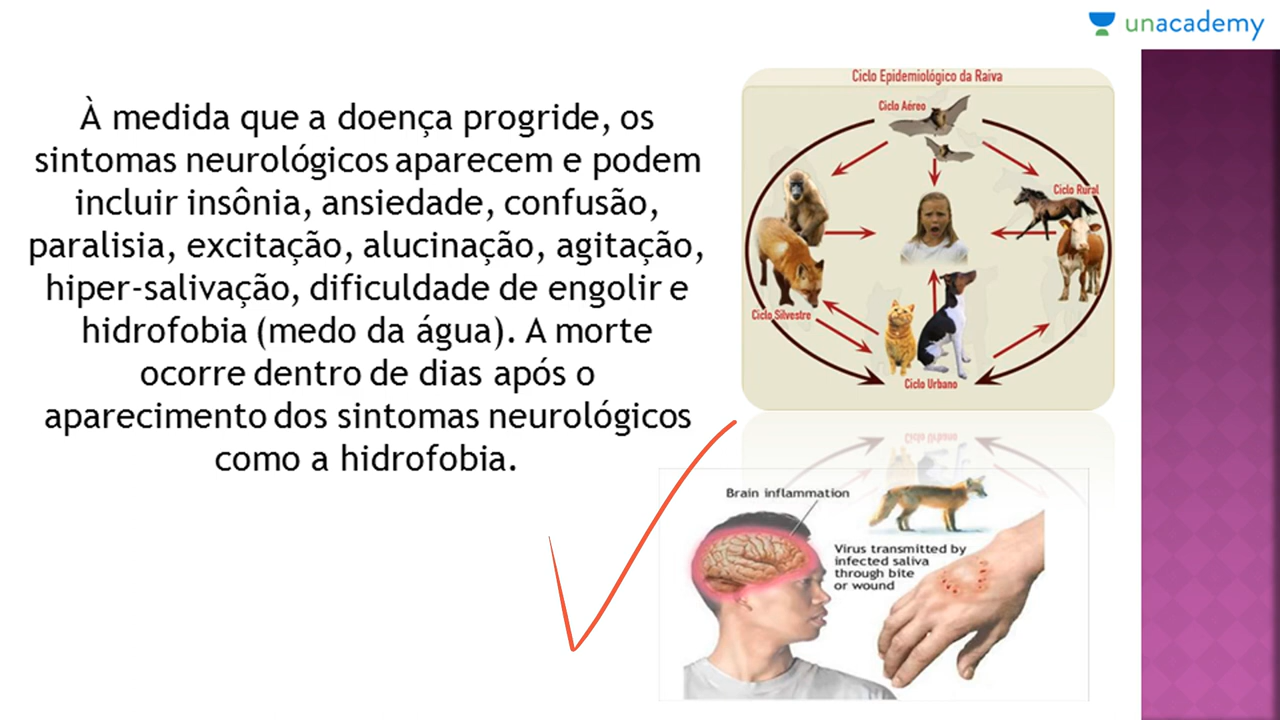 unacademy
À medida que a doença progride, os
sintomas neurológicos aparecem e podem
incluir insônia, ansiedade, confusão,
paralisia, excitação, alucinação, agitação,
hiper-salivação, dificuldade de engolir e
hidrofobia (medo da água). A morte
ocorre dentro de dias após o
aparecimento dos sintomas neurológicos
como a hidrofobia.
Ciclo Epidemiológico da Raiva
Ciclo Aéreo
Ciclo Rural
Ciclo Silvestre
Ciclo Urbano
Brain inflammation
Virus transmitted by
infected saliva
through bite
or wound